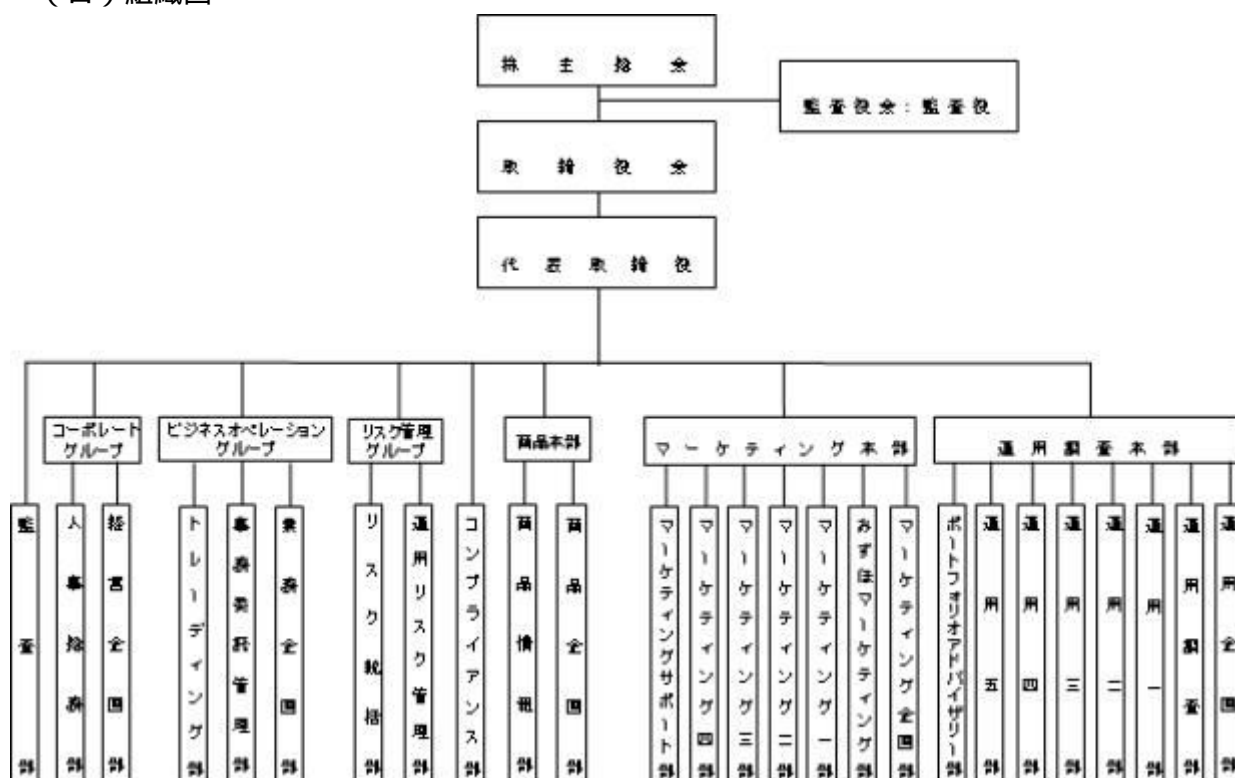 （ロ）組織図
株主総会
監査役会：監査役
取締役会
代表取締役
コーポレート
グループ
ビジネスオペレーション
グループ
リスク管理
グループ
商品本部
マーケティング本部
運用調査本部
監査部
人事総務部
経営企画部
トレーディング部
事務委託管理部
業務企画部
リスク統括部
運用リスク管理部
コンプライアンス部
商品情報部
商品企画部
マーケティングサポート部
マーケティング四部
マーケティング三部
マーケティング二部
マーケティング一部
みずほマーケティング部
マーケティング企画部
ポートフォリオアドバイザリー部
運用五部
運用四部
運用三部
運用二部
運用一部
運用調査部
運用企画部